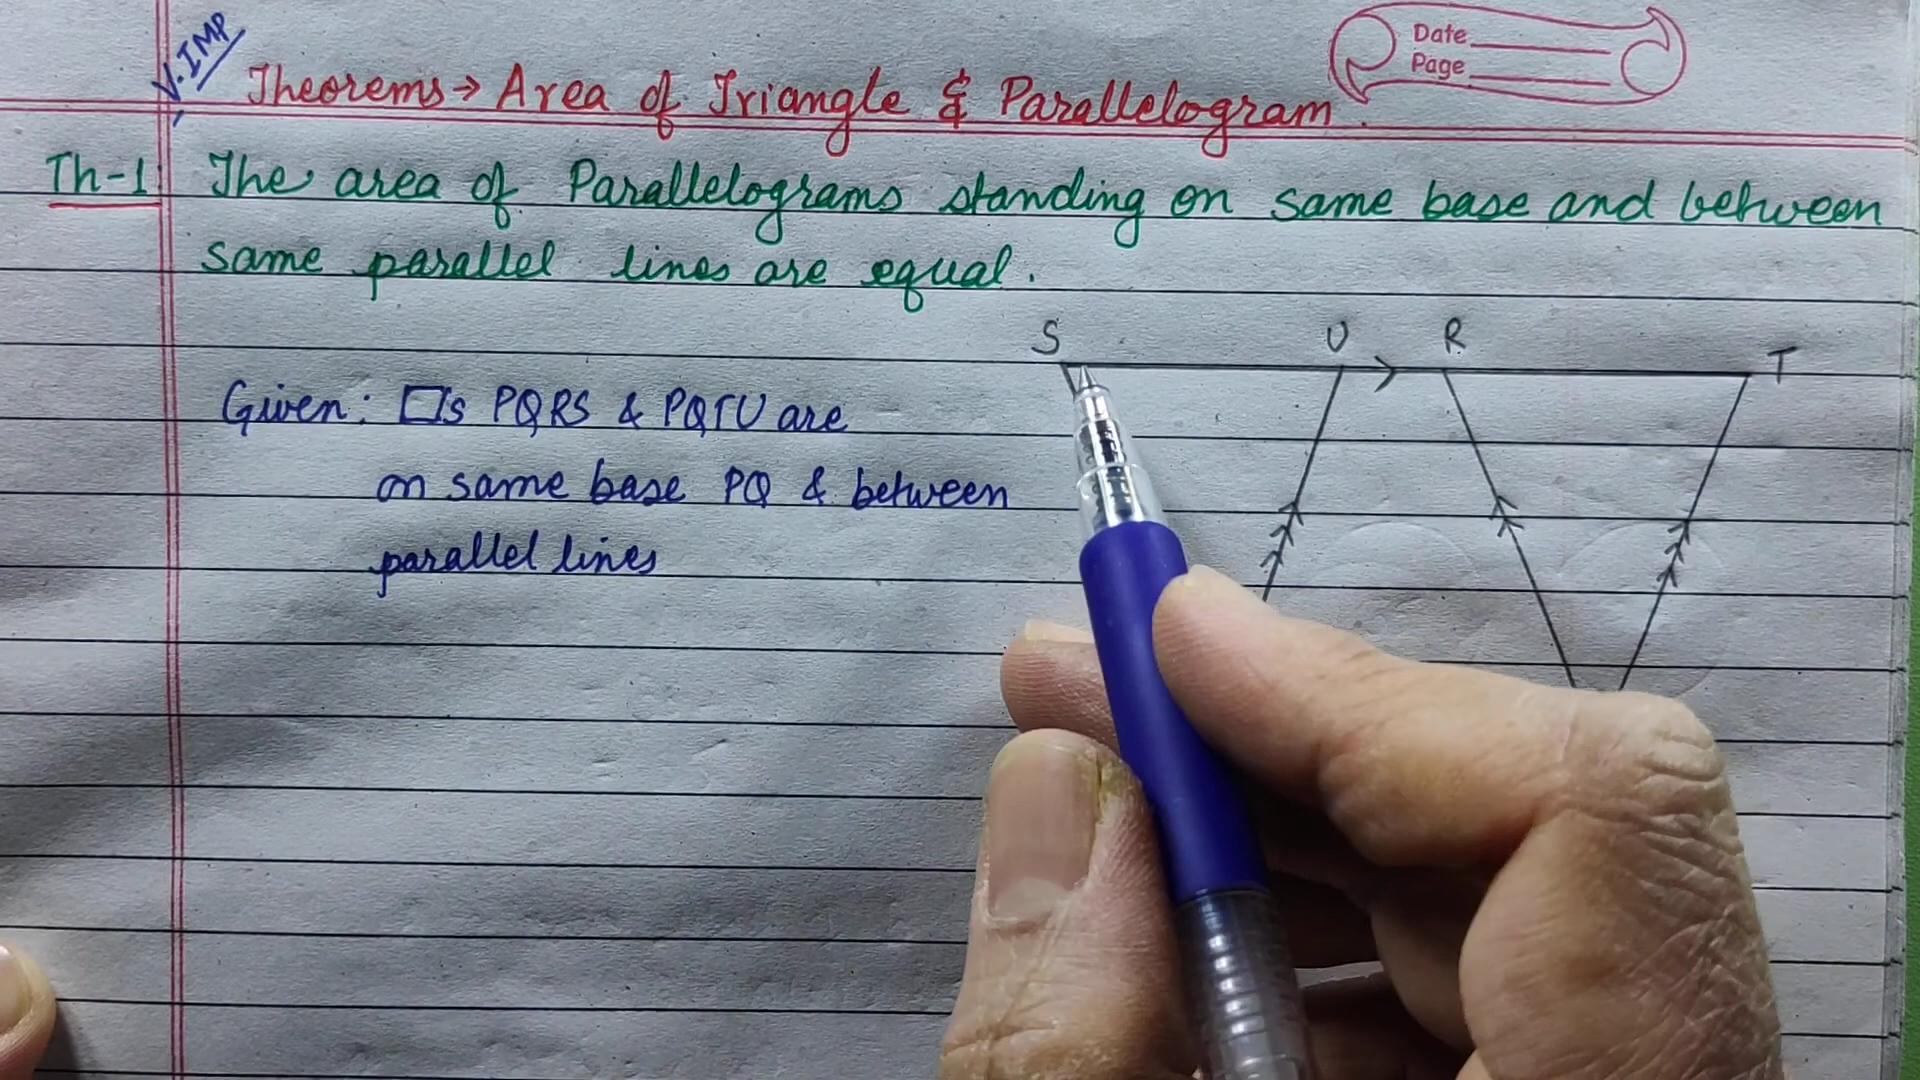 V.IMP
Date
Page
Theorems → Area of Triangle & Parallelogram.
Th-1 The area of Parallelograms standing on same base and between
same parallel lines are equal.
S U R T
Given: ▱s PQRS & PQTU are
on same base PQ & between
parallel lines